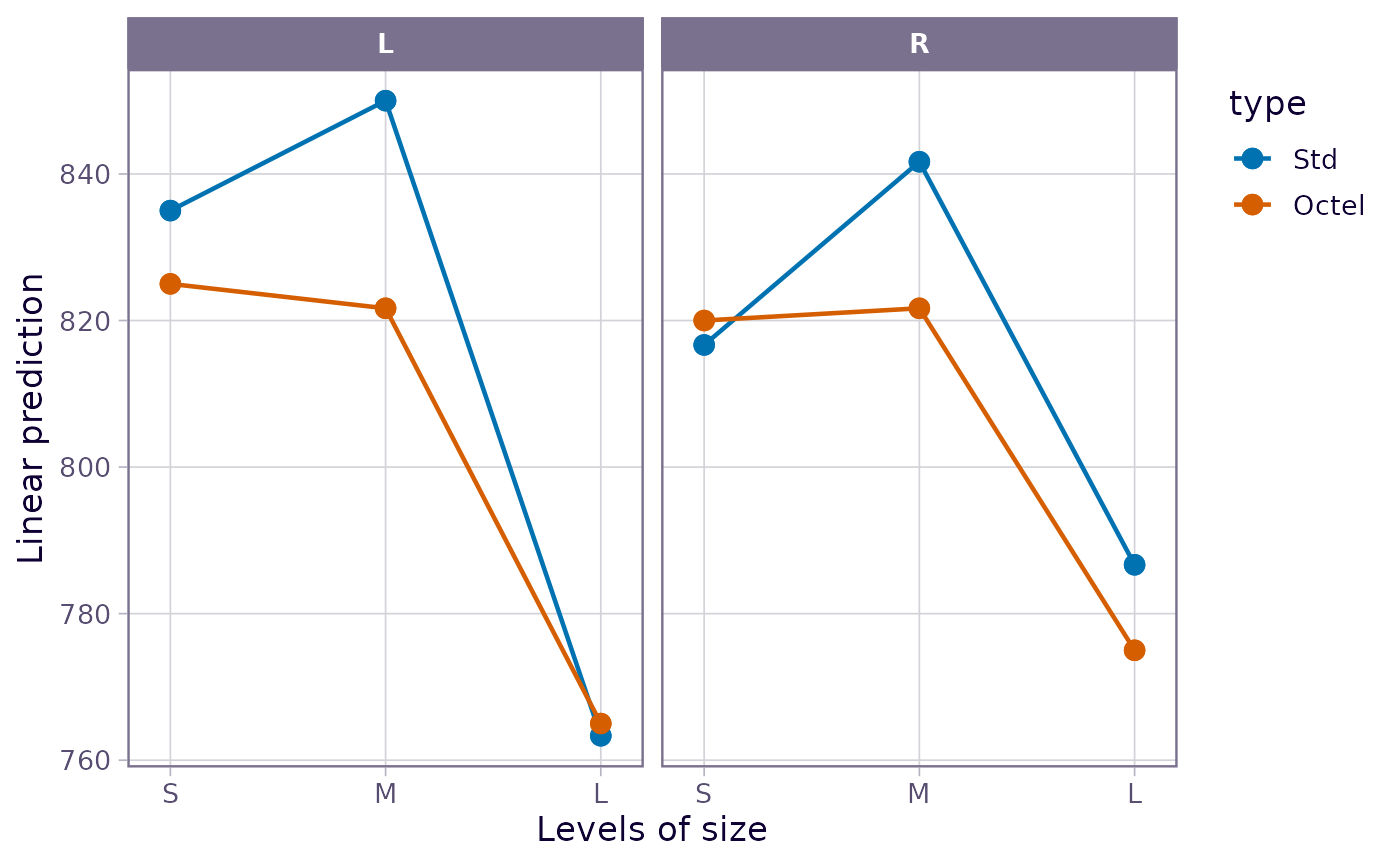 L
R
type
Std
Octel
840
820
800
780
760
Linear prediction
S
M
L
S
M
L
Levels of size